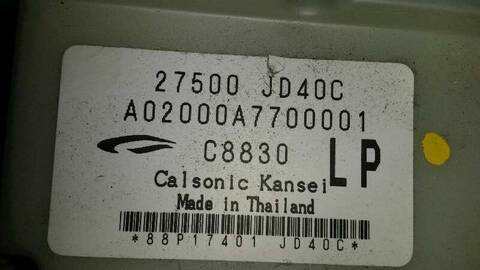 27500 JD40C
A02000A7700001
C8830 LP
Calsonic Kansei
Made in Thailand
*88P17401 JD40C*